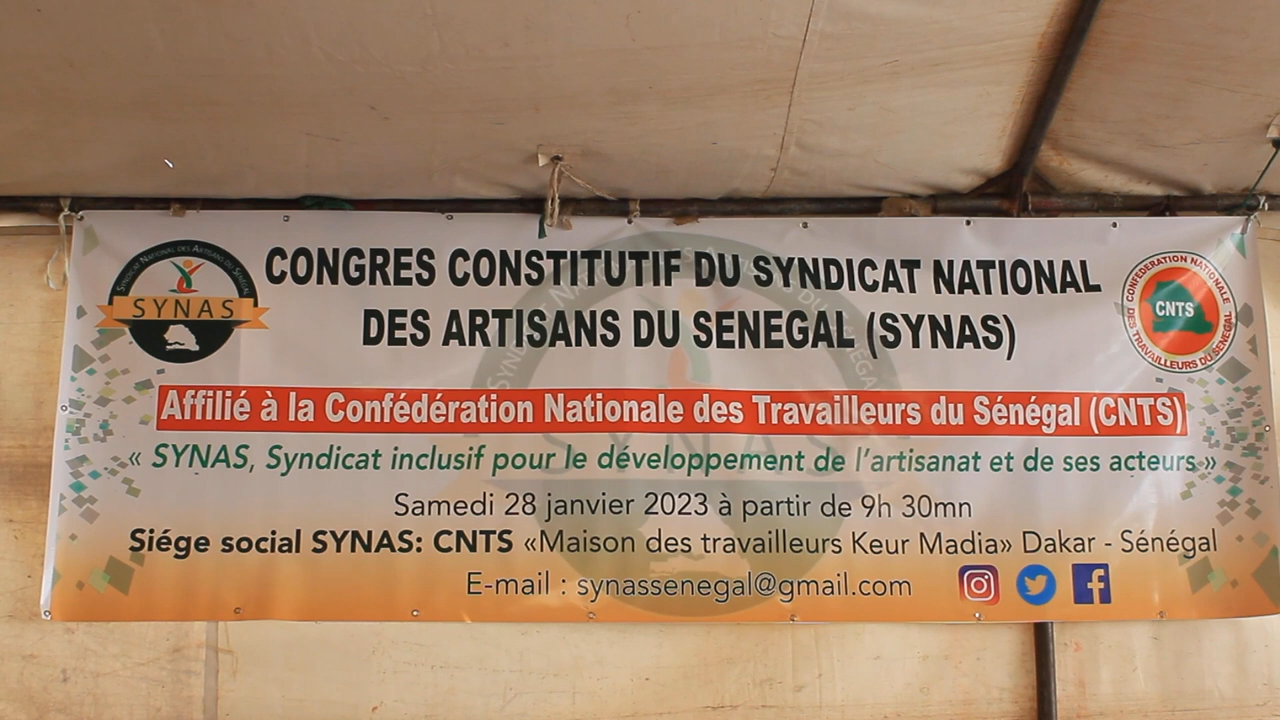 SYNDICAT NATIONAL DES ARTISANS DU SÉNÉGAL
SYNAS
CONGRES CONSTITUTIF DU SYNDICAT NATIONAL
DES ARTISANS DU SENEGAL (SYNAS)
CONFEDERATION NATIONALE
DES TRAVAILLEURS DU SENEGAL
CNTS
Affilié à la Confédération Nationale des Travailleurs du Sénégal (CNTS)
« SYNAS, Syndicat inclusif pour le développement de l'artisanat et de ses acteurs »
Samedi 28 janvier 2023 à partir de 9h 30mn
Siége social SYNAS: CNTS «Maison des travailleurs Keur Madia» Dakar - Sénégal
E-mail : synassenegal@gmail.com